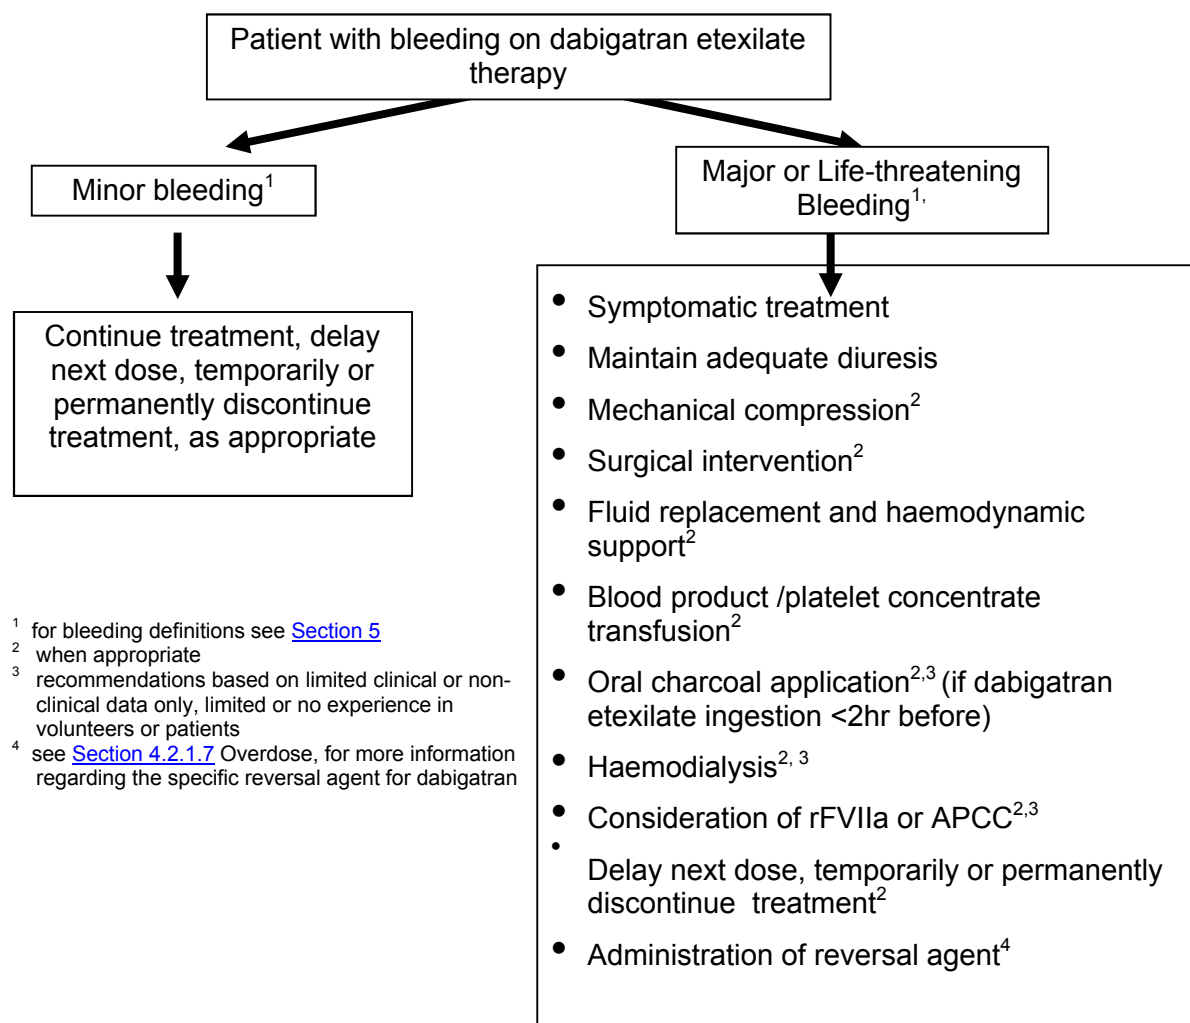 Patient with bleeding on dabigatran etexilate
therapy
Minor bleeding1
Major or Life-threatening
Bleeding1,
Continue treatment, delay
next dose, temporarily or
permanently discontinue
treatment, as appropriate
• Symptomatic treatment
• Maintain adequate diuresis
• Mechanical compression2
• Surgical intervention2
• Fluid replacement and haemodynamic
support2
• Blood product /platelet concentrate
transfusion2
• Oral charcoal application2,3 (if dabigatran
etexilate ingestion <2hr before)
• Haemodialysis2, 3
• Consideration of rFVIIa or APCC2,3
• Delay next dose, temporarily or permanently
discontinue treatment2
• Administration of reversal agent4
1 for bleeding definitions see Section 5
2 when appropriate
3 recommendations based on limited clinical or non-
clinical data only, limited or no experience in
volunteers or patients
4 see Section 4.2.1.7 Overdose, for more information
regarding the specific reversal agent for dabigatran